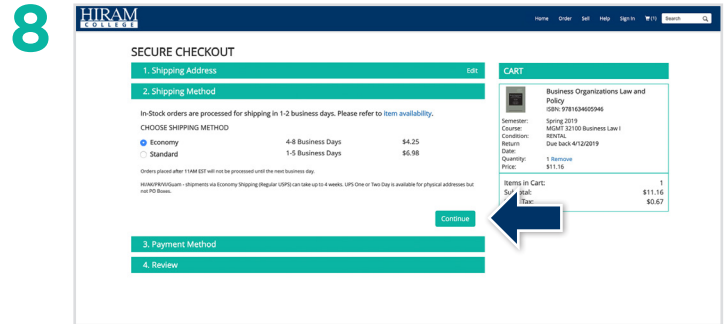 8
HIRAM
COLLEGE
Home Order Sell Help Sign In (1) Search
SECURE CHECKOUT
1. Shipping Address Edit
2. Shipping Method
In-Stock orders are processed for shipping in 1-2 business days. Please refer to item availability.
CHOOSE SHIPPING METHOD
Economy 4-8 Business Days $4.25
Standard 1-5 Business Days $6.98
Orders placed after 11AM EST will not be processed until the next business day.
HI/AK/PR/VI/Guam - shipments via Economy Shipping (Regular USPS) can take up to 4 weeks. UPS One or Two Day is available for physical addresses but
not PO Boxes.
Continue
3. Payment Method
4. Review
CART
Business Organizations Law and
Policy
ISBN: 9781634605946
Semester: Spring 2019
Course: MGMT 32100 Business Law I
Condition: RENTAL
Return Due back 4/12/2019
Date:
Quantity: 1 Remove
Price: $11.16
Items in Cart: 1
$11.16
Tax: $0.67